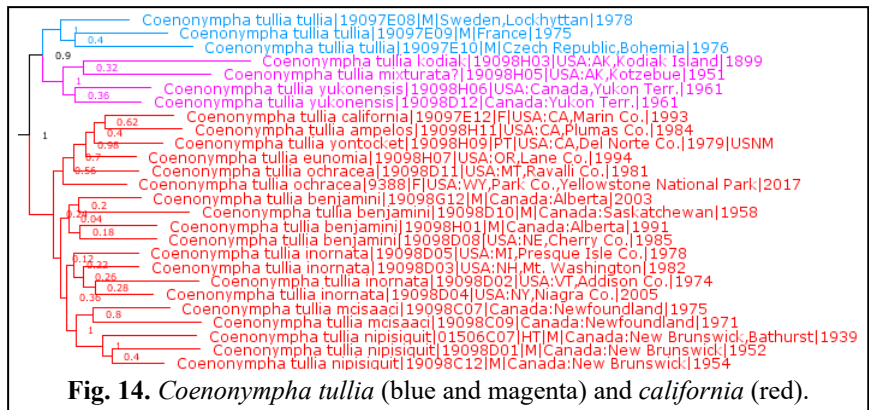 Coenonympha tullia tullia|19097E08|M|Sweden,Lockhyttan|1978
0.4
Coenonympha tullia tullia|19097E09|M|France|1975
Coenonympha tullia tullia|19097E10|M|Czech Republic,Bohemia|1976
0.9
0.32
Coenonympha tullia kodiak|19098H03|USA:AK,Kodiak Island|1899
Coenonympha tullia mixturata?|19098H05|USA:AK,Kotzebue|1951
1
0.36
Coenonympha tullia yukonensis|19098H06|USA:Canada,Yukon Terr.|1961
Coenonympha tullia yukonensis|19098D12|Canada:Yukon Terr.|1961
1
0.62
Coenonympha tullia california|19097E12|F|USA:CA,Marin Co.|1993
0.4
Coenonympha tullia ampelos|19098H11|USA:CA,Plumas Co.|1984
0.98
Coenonympha tullia yontocket|19098H09|PT|USA:CA,Del Norte Co.|1979|USNM
0.7
Coenonympha tullia eunomia|19098H07|USA:OR,Lane Co.|1994
0.56
Coenonympha tullia ochracea|19098D11|USA:MT,Ravalli Co.|1981
Coenonympha tullia ochracea|9388|F|USA:WY,Park Co.,Yellowstone National Park|2017
0.2
Coenonympha tullia benjamini|19098G12|M|Canada:Alberta|2003
Coenonympha tullia benjamini|19098D10|M|Canada:Saskatchewan|1958
0.04
0.18
Coenonympha tullia benjamini|19098H01|M|Canada:Alberta|1991
Coenonympha tullia benjamini|19098D08|USA:NE,Cherry Co.|1985
0.12
Coenonympha tullia inornata|19098D05|USA:MI,Presque Isle Co.|1978
Coenonympha tullia inornata|19098D03|USA:NH,Mt. Washington|1982
0.26
Coenonympha tullia inornata|19098D02|USA:VT,Addison Co.|1974
0.28
0.36
Coenonympha tullia inornata|19098D04|USA:NY,Niagra Co.|2005
0.8
Coenonympha tullia mcisaaci|19098C07|Canada:Newfoundland|1975
Coenonympha tullia mcisaaci|19098C09|Canada:Newfoundland|1971
1
Coenonympha tullia nipisiquit|01506C07|HT|M|Canada:New Brunswick,Bathurst|1939
1
Coenonympha tullia nipisiquit|19098D01|M|Canada:New Brunswick|1952
0.4
Coenonympha tullia nipisiquit|19098C12|M|Canada:New Brunswick|1954
Fig. 14. Coenonympha tullia (blue and magenta) and california (red).